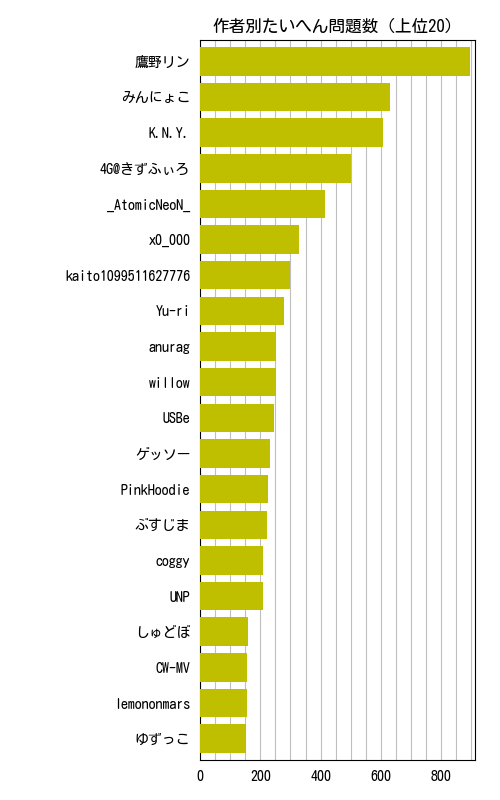 作者別たいへん問題数（上位20）
鷹野リン
みんにょこ
K.N.Y.
4G@きずふぃろ
_AtomicNeoN_
x0_000
kaito1099511627776
Yu-ri
anurag
willow
USBe
ゲッソー
PinkHoodie
ぶすじま
coggy
UNP
しゅどぼ
CW-MV
lemononmars
ゆずっこ
0 200 400 600 800